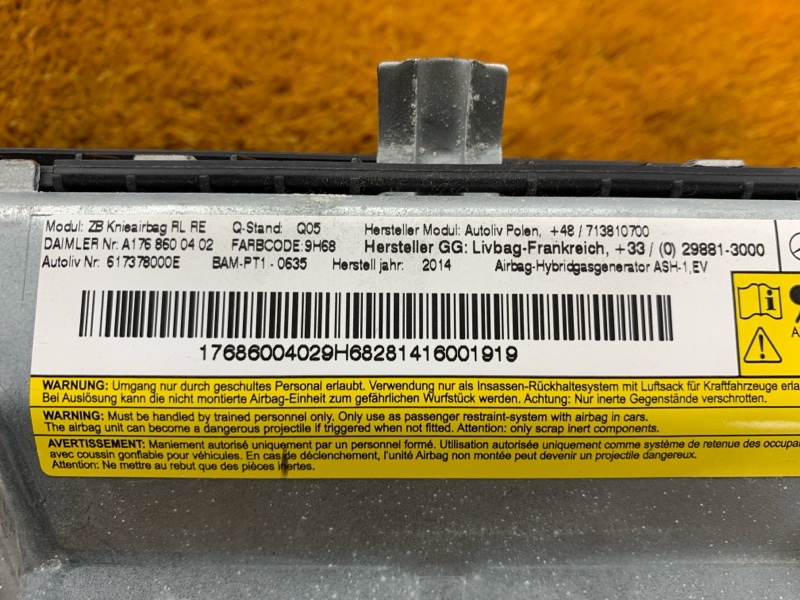 Modul: ZB Knieairbag RL RE Q-Stand: Q05 Hersteller Modul: Autoliv Polen, +48/713810700
DAIMLER Nr: A176 860 04 02 FARBCODE: 9H68 Hersteller GG: Livbag-Frankreich, +33/(0) 29881-3000
Autoliv Nr: 617378000E BAM-PT1-0635 Herstelljahr: 2014 Airbag-Hybridgasgenerator ASH-1,EV
17686004029H68281416001919
WARNUNG: Umgang nur durch geschultes Personal erlaubt. Verwendung nur als Insassen-Rückhaltesystem mit Luftsack für Kraftfahrzeuge
Bei Auslösung kann die nicht montierte Airbag-Einheit zum gefährlichen Wurfstück werden. Achtung: Nur inerte Gegenstände verschrotten.
WARNING: Must be handled by trained personnel only. Only use as passenger restraint-system with airbag in cars.
The airbag unit can become a dangerous projectile if triggered when not fitted. Attention: only scrap inert components.
AVERTISSEMENT: Maniement autorisé uniquement par un personnel formé. Utilisation autorisée uniquement comme système de retenue des
avec coussin gonflable pour véhicules. En cas de déclenchement, l'unité Airbag non montée peut devenir un projectile dangereux.
Attention: Ne mettre au rebut que des pièces inertes.